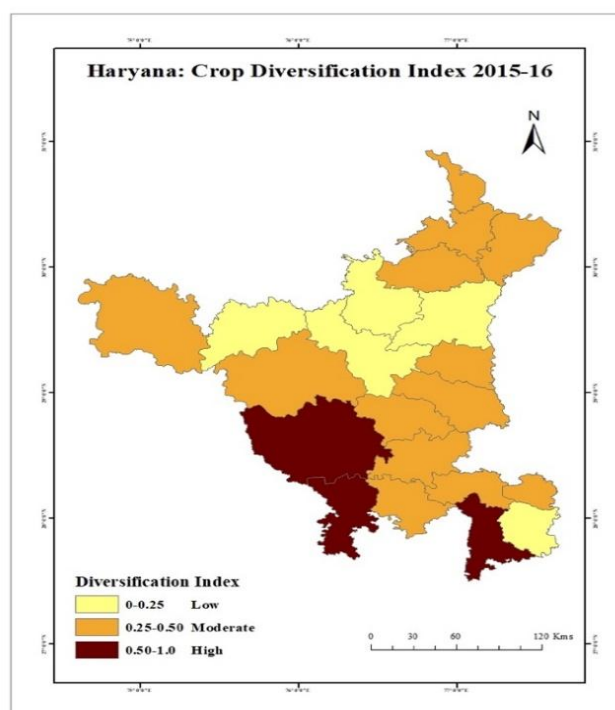 Haryana: Crop Diversification Index 2015-16
N
Diversification Index
0-0.25 Low
0.25-0.50 Moderate
0.50-1.0 High
0 30 60 120 Kms